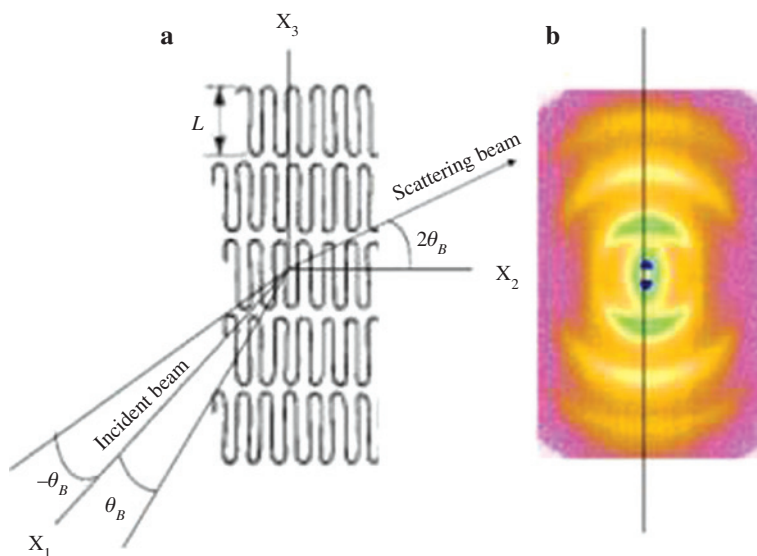 a
X3
b
L
Scattering beam
2θB
X2
Incident beam
–θB
θB
X1